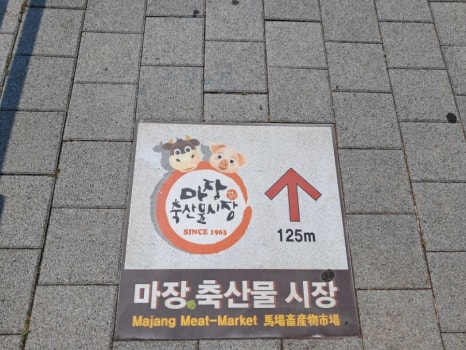 마장
축산물시장
SINCE 1963
125m
마장 축산물 시장
Majang Meat-Market 馬場畜産物市場